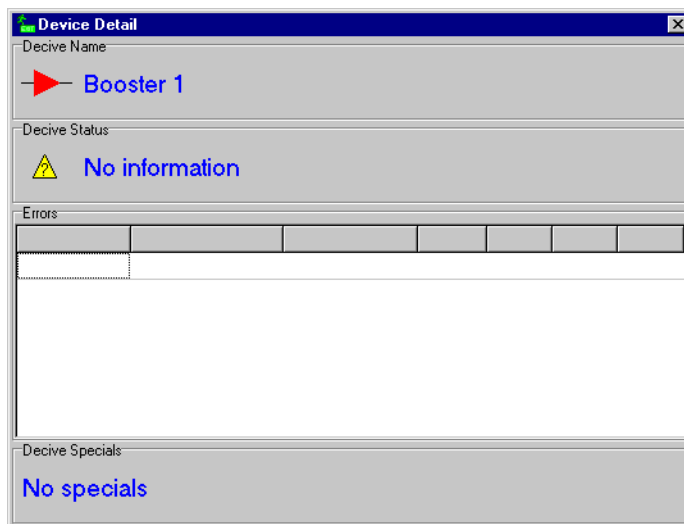 Device Detail
Decive Name
Booster 1
Decive Status
?
No information
Errors
Decive Specials
No specials